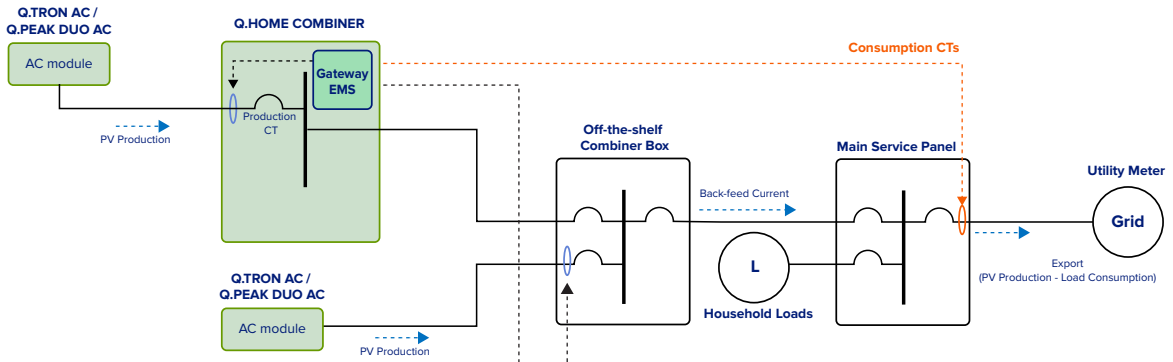 Q.TRON AC /
Q.PEAK DUO AC
AC module
PV Production
Q.HOME COMBINER
Gateway
EMS
Production
CT
Consumption CTs
Off-the-shelf
Combiner Box
Back-feed Current
Main Service Panel
Utility Meter
Grid
Export
(PV Production - Load Consumption)
L
Household Loads
Q.TRON AC /
Q.PEAK DUO AC
AC module
PV Production